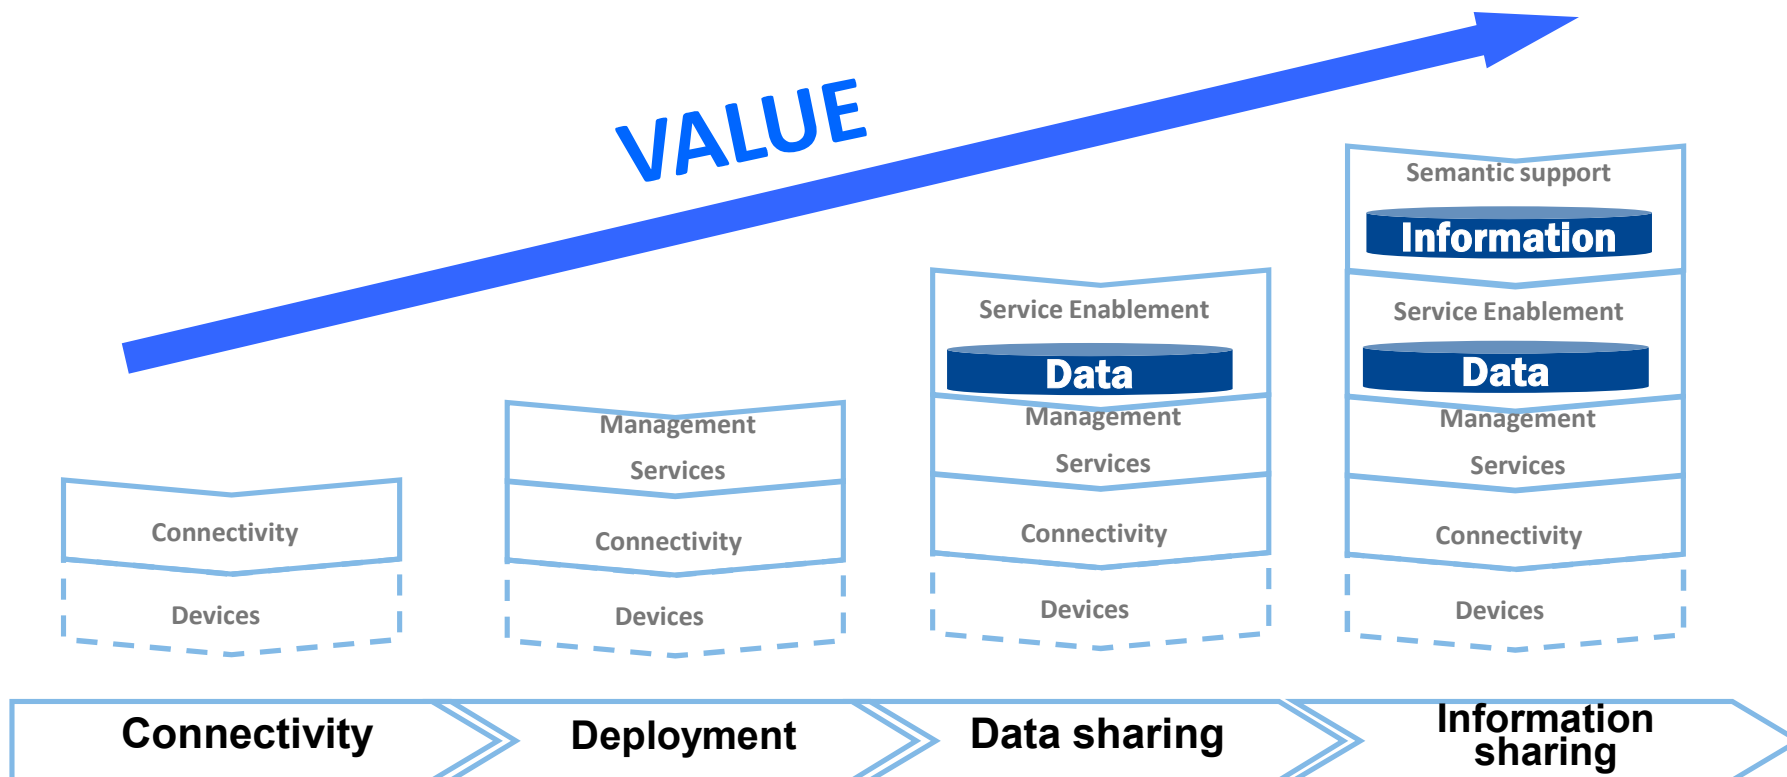 VALUE
Connectivity
Devices
Management
Services
Connectivity
Devices
Service Enablement
Data
Management
Services
Connectivity
Devices
Semantic support
Information
Service Enablement
Data
Management
Services
Connectivity
Devices
Connectivity
Deployment
Data sharing
Information
sharing